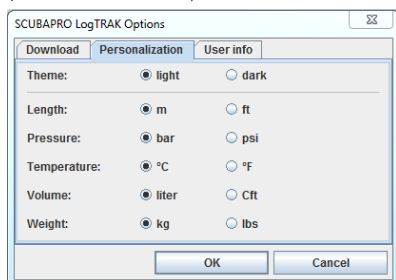 SCUBAPRO LogTRAK Options
Download Personalization User info
Theme: light dark
Length: m ft
Pressure: bar psi
Temperature: °C °F
Volume: liter Cft
Weight: kg lbs
OK Cancel